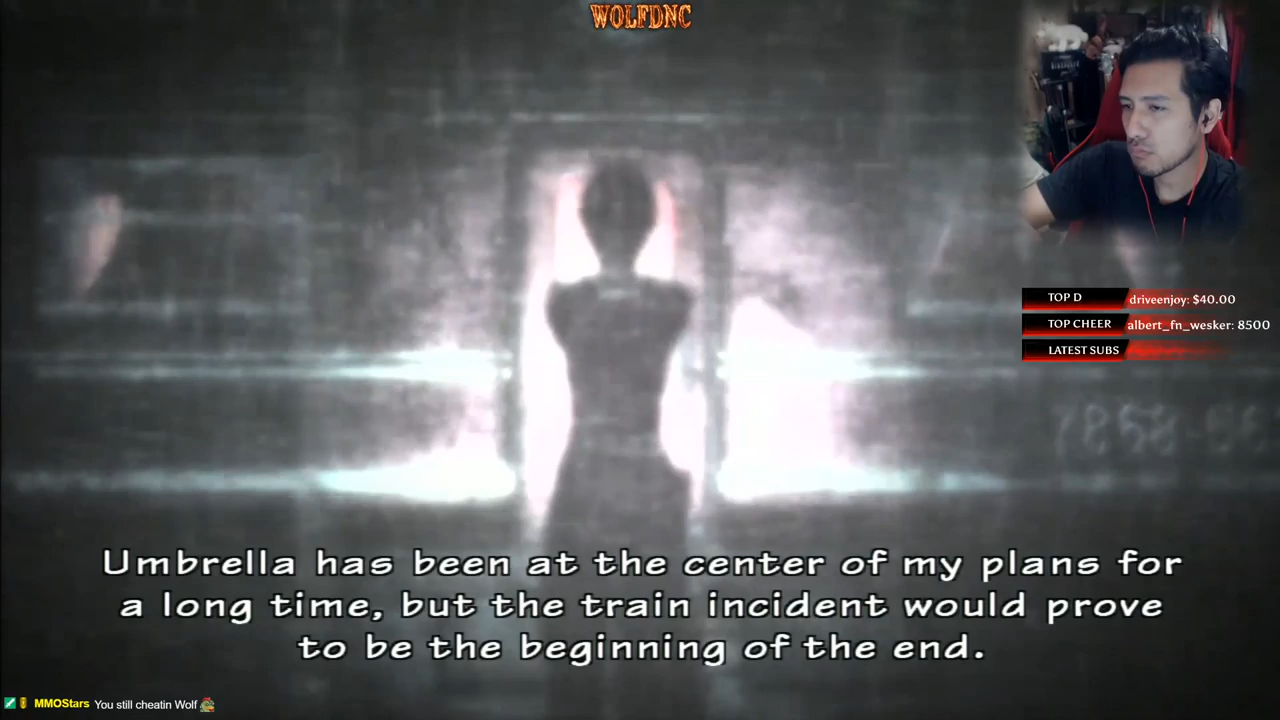 WOLFDNC
TOP D driveenjoy: $40.00
TOP CHEER albert_fn_wesker: 8500
LATEST SUBS
Umbrella has been at the center of my plans for
a long time, but the train incident would prove
to be the beginning of the end.
MMOStars You still cheatin Wolf